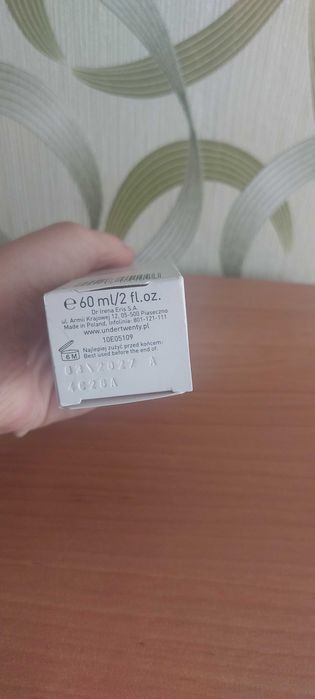 ℮ 60 ml/2 fl.oz.
Dr Irena Eris S.A.
ul. Armii Krajowej 12, 05-500 Piaseczno
Made in Poland, Infolinia: 801-121-111
www.undertwenty.pl
10E05109
6 M
Najlepiej zużyć przed końcem:
Best used before the end of:
03\2027 A
4C20A